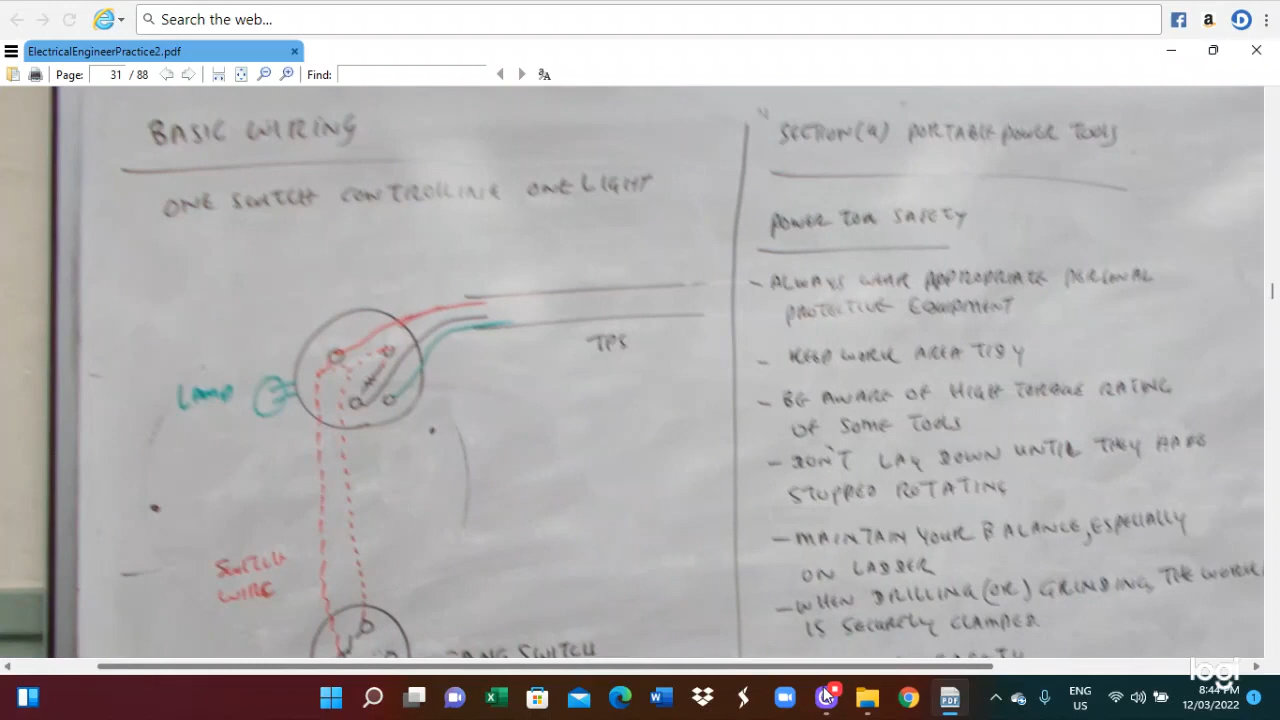 Search the web...
ElectricalEngineerPractice2.pdf
Page: 31 / 88 Find:
BASIC WIRING
ONE SWITCH CONTROLLING ONE LIGHT
TPS
LAMP
SWITCH
WIRE
SWITCH
SECTION(4) PORTABLE POWER TOOLS
POWER TOOL SAFETY
- ALWAYS WEAR APPROPRIATE PERSONAL
PROTECTIVE EQUIPMENT
- KEEP WORK AREA TIDY
- BE AWARE OF HIGH TORQUE RATING
OF SOME TOOLS
- DON'T LAY DOWN UNTIL THEY HAVE
STOPPED ROTATING
- MAINTAIN YOUR BALANCE, ESPECIALLY
ON LADDER
- WHEN DRILLING (OR) GRINDING, THE WORK
IS SECURELY CLAMPED
logi
ENG
US
8:44 PM
12/03/2022